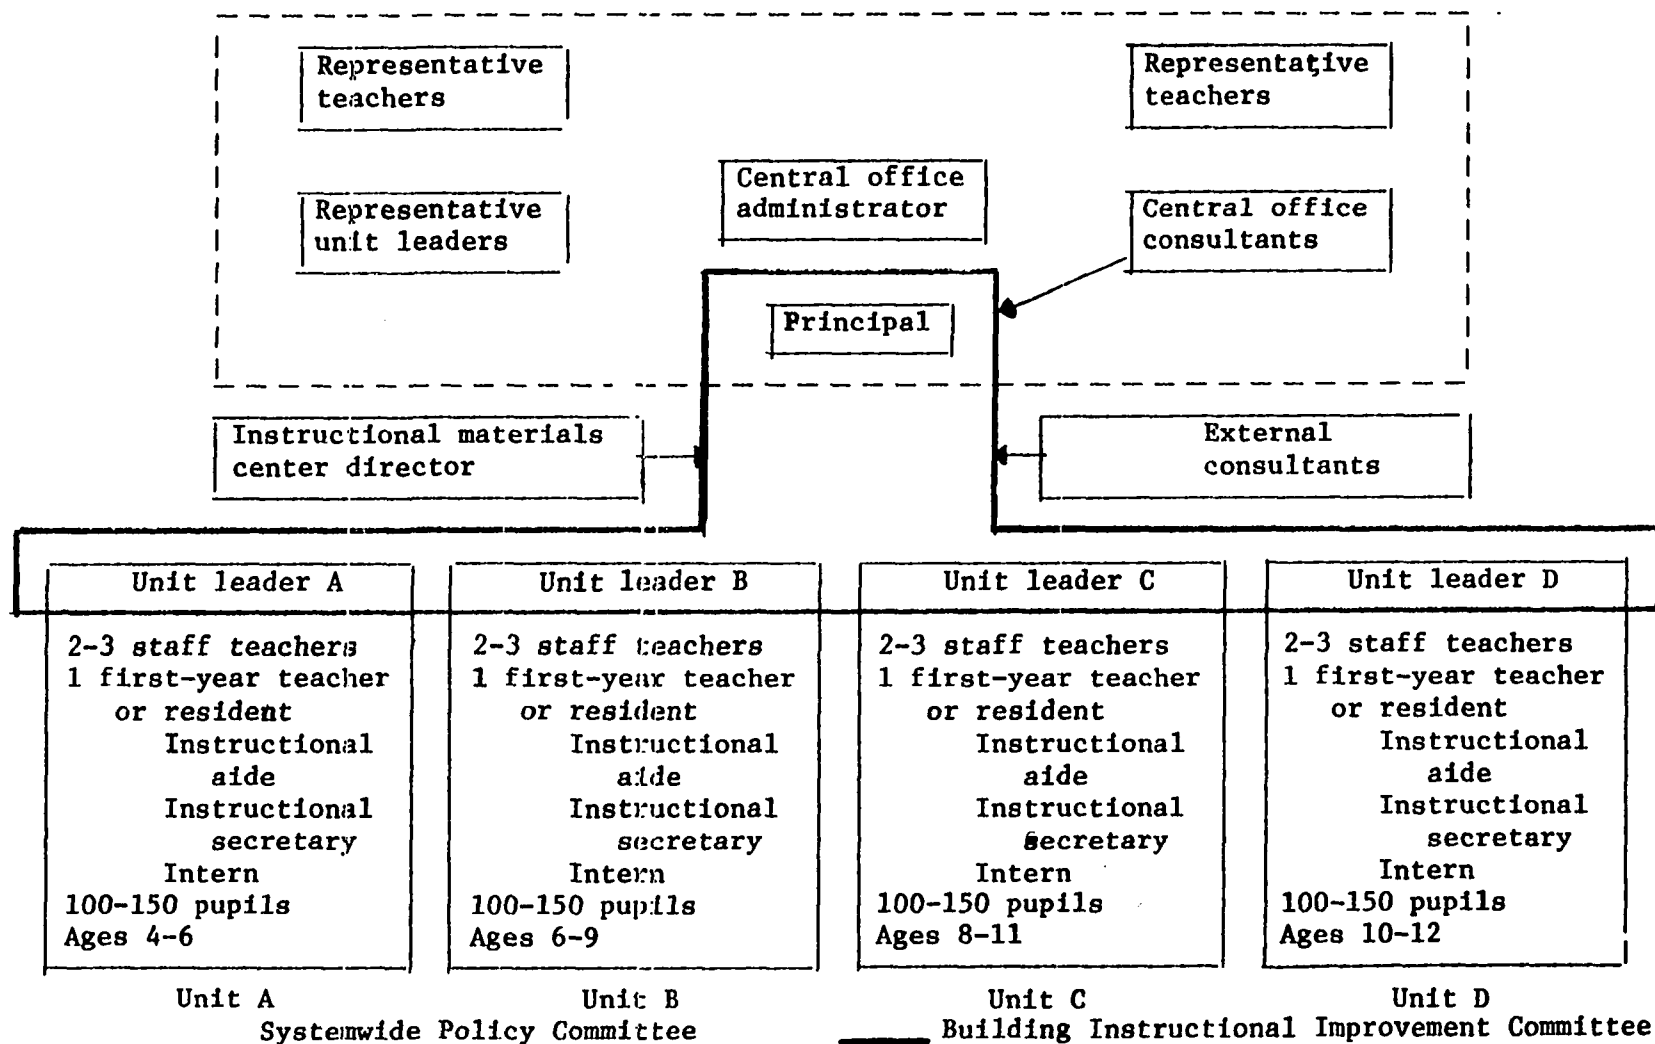 Representative
teachers
Representative
teachers
Central office
administrator
Representative
unit leaders
Central office
consultants
Principal
Instructional materials
center director
External
consultants
Unit leader A
2-3 staff teachers
1 first-year teacher
or resident
Instructional
aide
Instructional
secretary
Intern
100-150 pupils
Ages 4-6
Unit A
Unit leader B
2-3 staff teachers
1 first-year teacher
or resident
Instructional
aide
Instructional
secretary
Intern
100-150 pupils
Ages 6-9
Unit B
Unit leader C
2-3 staff teachers
1 first-year teacher
or resident
Instructional
aide
Instructional
secretary
Intern
100-150 pupils
Ages 8-11
Unit C
Unit leader D
2-3 staff teachers
1 first-year teacher
or resident
Instructional
aide
Instructional
secretary
Intern
100-150 pupils
Ages 10-12
Unit D
Systemwide Policy Committee
Building Instructional Improvement Committee